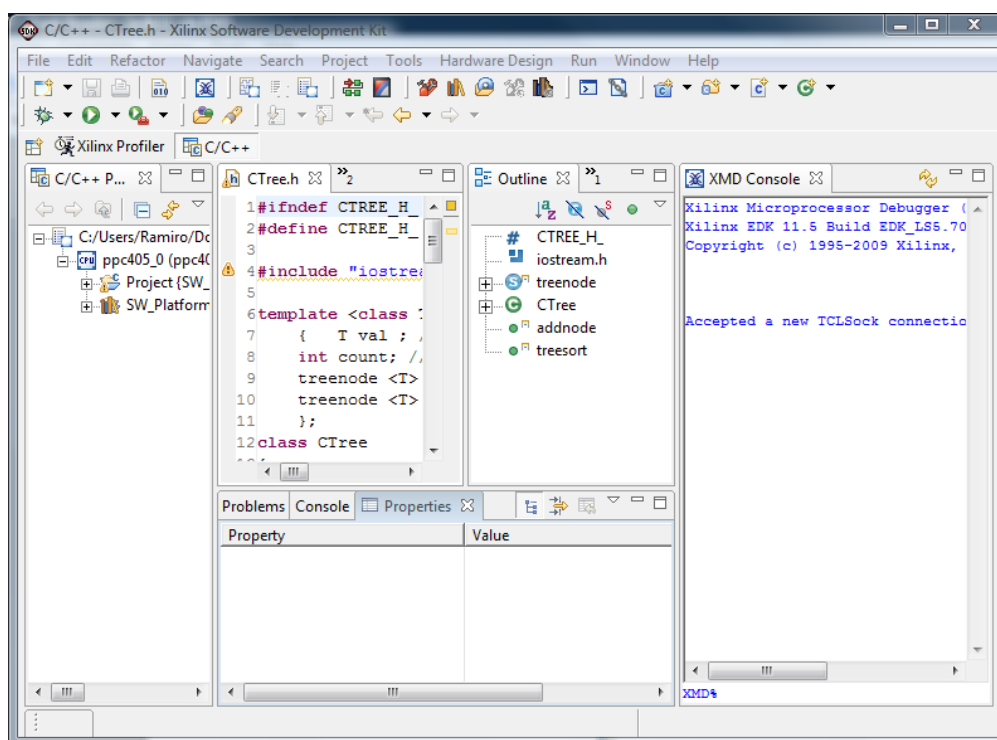 C/C++ - CTree.h - Xilinx Software Development Kit
File Edit Refactor Navigate Search Project Tools Hardware Design Run Window Help
Xilinx Profiler C/C++
C/C++ P...
C:/Users/Ramiro/Do
ppc405_0 (ppc40
Project {SW_
SW_Platform
CTree.h »2
1 #ifndef CTREE_H_
2 #define CTREE_H_
3
4 #include "iostrea
5
6 template <class T
7 { T val ; /
8 int count; //
9 treenode <T>
10 treenode <T>
11 };
12 class CTree
Outline »1
# CTREE_H_
iostream.h
treenode
CTree
addnode
treesort
XMD Console
Xilinx Microprocessor Debugger (
Xilinx EDK 11.5 Build EDK_LS5.70
Copyright (c) 1995-2009 Xilinx,
Accepted a new TCLSock connectio
XMD%
Problems Console Properties
Property Value